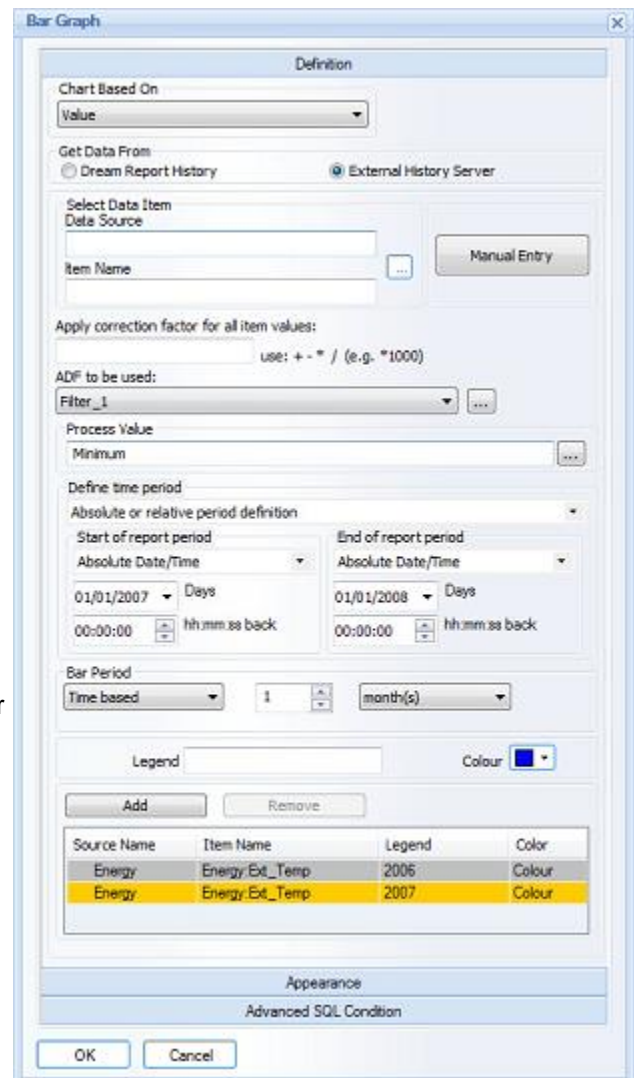 Bar Graph
Definition
Chart Based On
Value
Get Data From
Dream Report History External History Server
Select Data Item
Data Source
Manual Entry
Item Name
...
Apply correction factor for all item values:
use: + - * / (e.g. *1000)
ADF to be used:
Filter_1 ...
Process Value
Minimum ...
Define time period
Absolute or relative period definition
Start of report period End of report period
Absolute Date/Time Absolute Date/Time
01/01/2007 Days 01/01/2008 Days
00:00:00 hh:mm:ss back 00:00:00 hh:mm:ss back
Bar Period
r
Time based 1 month(s)
Legend Colour
Add Remove
Source Name Item Name Legend Color
Energy Energy:Ext_Temp 2006 Colour
Energy Energy:Ext_Temp 2007 Colour
Appearance
Advanced SQL Condition
OK Cancel